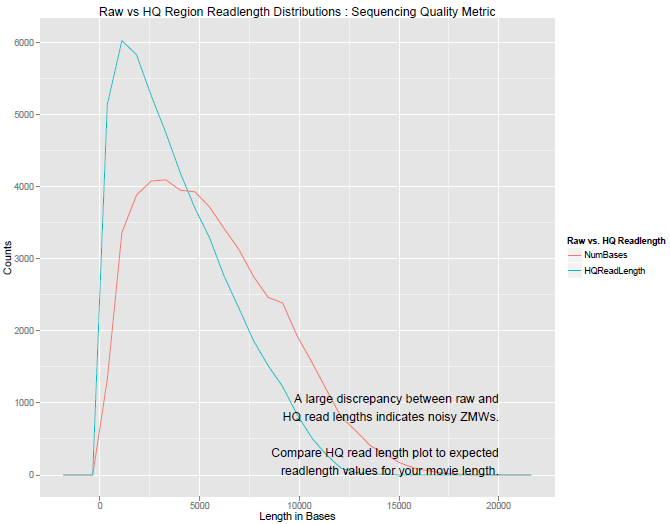 Raw vs HQ Region Readlength Distributions : Sequencing Quality Metric
6000
5000
4000
3000
2000
1000
0
Counts
0
5000
10000
15000
20000
Length in Bases
A large discrepancy between raw and
HQ read lengths indicates noisy ZMWs.
Compare HQ read length plot to expected
readlength values for your movie length.
Raw vs. HQ Readlength
NumBases
HQReadLength